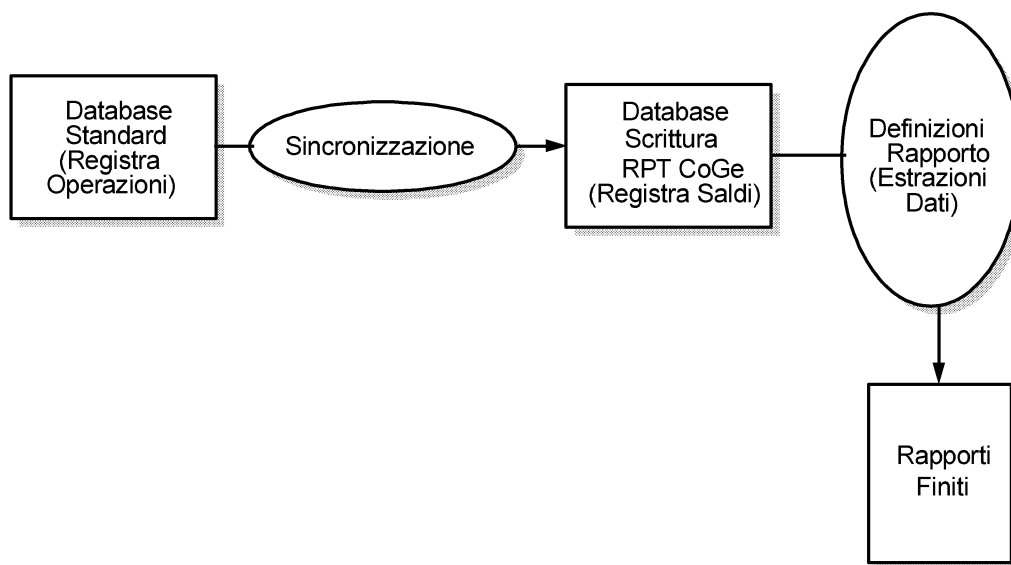 Database
Standard
(Registra
Operazioni)
Sincronizzazione
Database
Scrittura
RPT CoGe
(Registra Saldi)
Definizioni
Rapporto
(Estrazioni
Dati)
Rapporti
Finiti